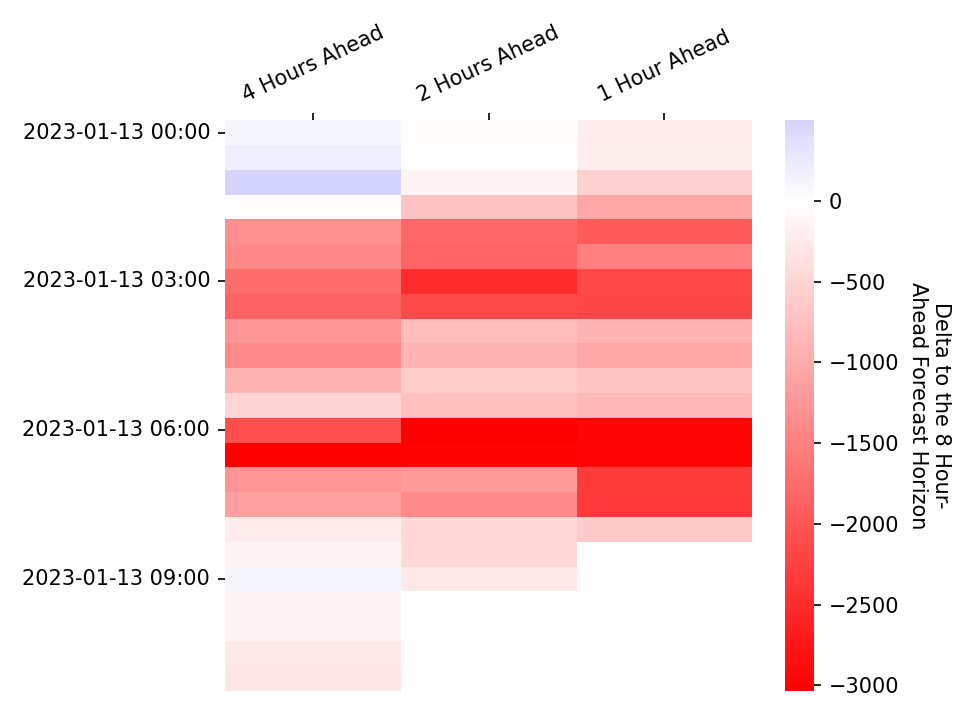 4 Hours Ahead
2 Hours Ahead
1 Hour Ahead
2023-01-13 00:00
2023-01-13 03:00
2023-01-13 06:00
2023-01-13 09:00
0
−500
−1000
−1500
−2000
−2500
−3000
Delta to the 8 Hour-
Ahead Forecast Horizon